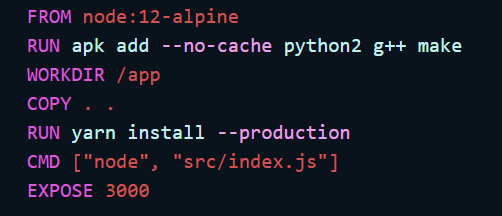 FROM node:12-alpine
RUN apk add --no-cache python2 g++ make
WORKDIR /app
COPY . .
RUN yarn install --production
CMD ["node", "src/index.js"]
EXPOSE 3000